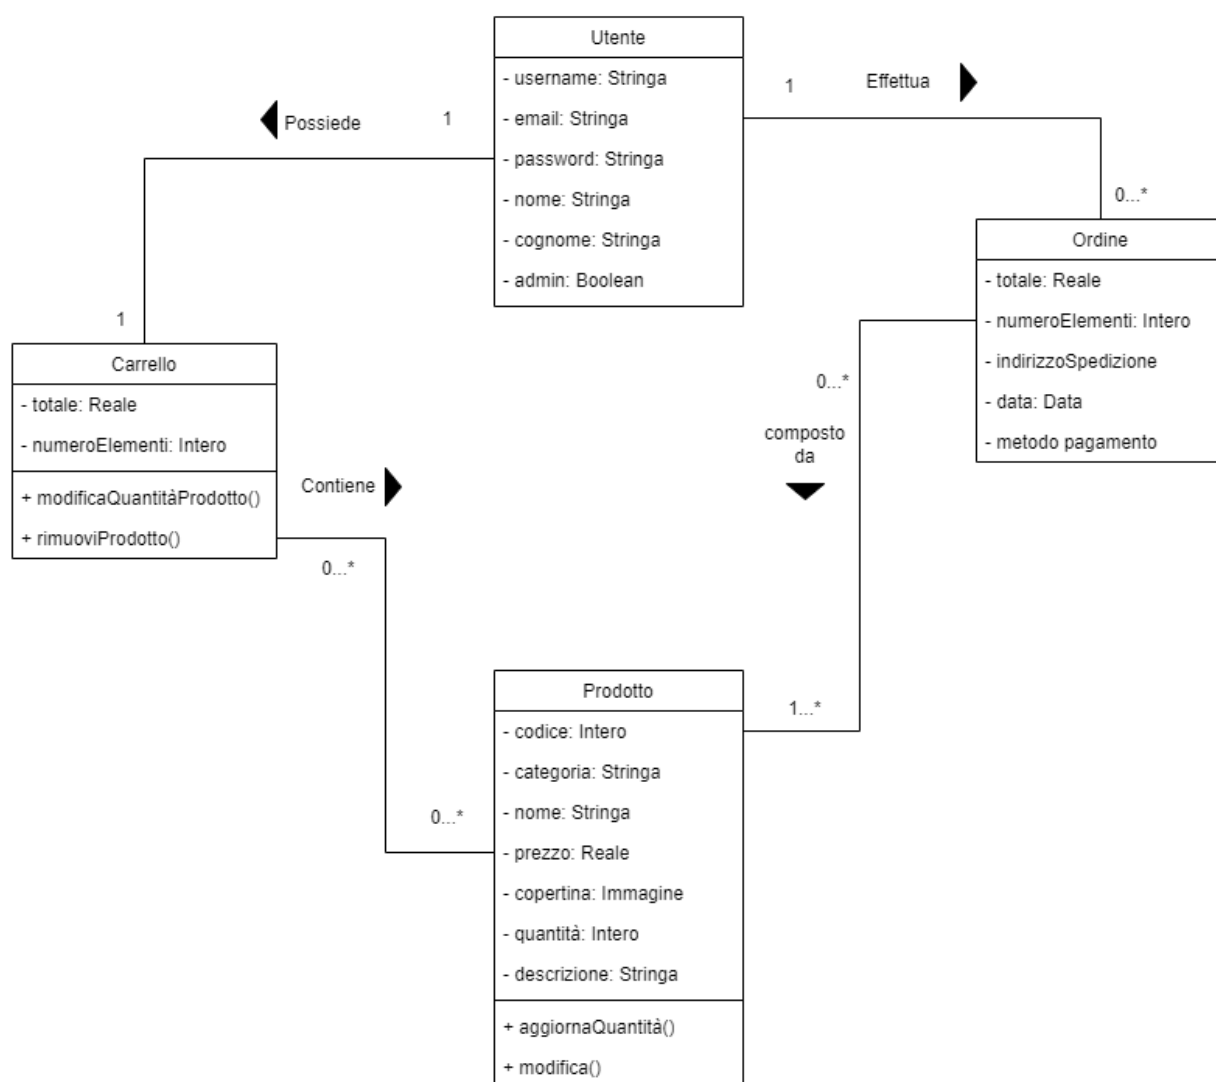 Utente
- username: Stringa
- email: Stringa
- password: Stringa
- nome: Stringa
- cognome: Stringa
- admin: Boolean
Possiede
1
1
1
Effettua
0...*
Ordine
- totale: Reale
- numeroElementi: Intero
- indirizzoSpedizione
- data: Data
- metodo pagamento
Carrello
- totale: Reale
- numeroElementi: Intero
+ modificaQuantitàProdotto()
+ rimuoviProdotto()
Contiene
0...*
0...*
0...*
composto
da
1...*
Prodotto
- codice: Intero
- categoria: Stringa
- nome: Stringa
- prezzo: Reale
- copertina: Immagine
- quantità: Intero
- descrizione: Stringa
+ aggiornaQuantità()
+ modifica()